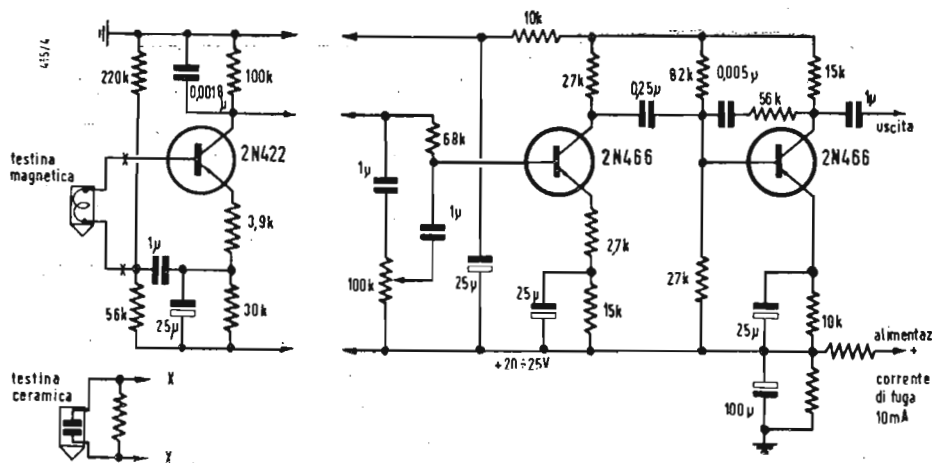 415/4
220k
0,0018µ
100k
2N422
testina
magnetica
X
X
3,9k
1µ
56k
25µ
30k
testina
ceramica
X
X
10k
68k
1µ
1µ
100k
25µ
27k
0,25µ
2N466
2,7k
25µ
15k
+20÷25V
82k
0,005µ
56k
15k
1µ
uscita
2N466
27k
25µ
10k
100µ
alimentaz
+
corrente
di fuga
10mA